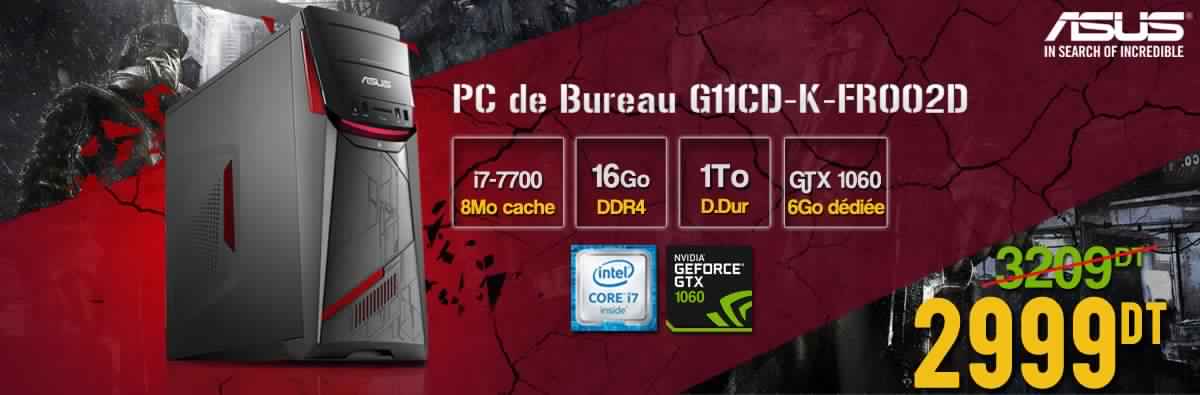 ASUS
IN SEARCH OF INCREDIBLE
ASUS
PC de Bureau G11CD-K-FR002D
i7-7700
8Mo cache
16Go
DDR4
1To
D.Dur
GTX 1060
6Go dédiée
intel
CORE i7
inside
NVIDIA
GEFORCE
GTX
1060
3209DT
2999DT